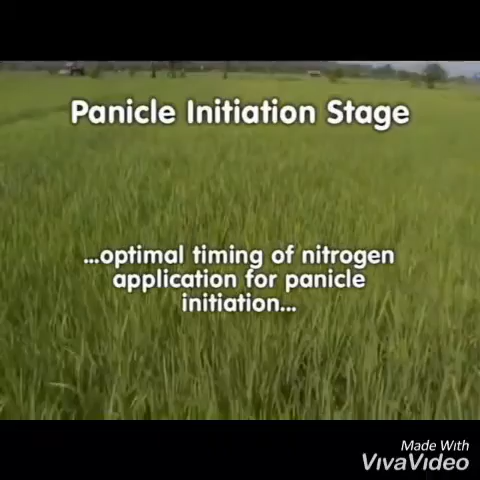 Panicle Initiation Stage
...optimal timing of nitrogen
application for panicle
initiation...
Made With
VivaVideo